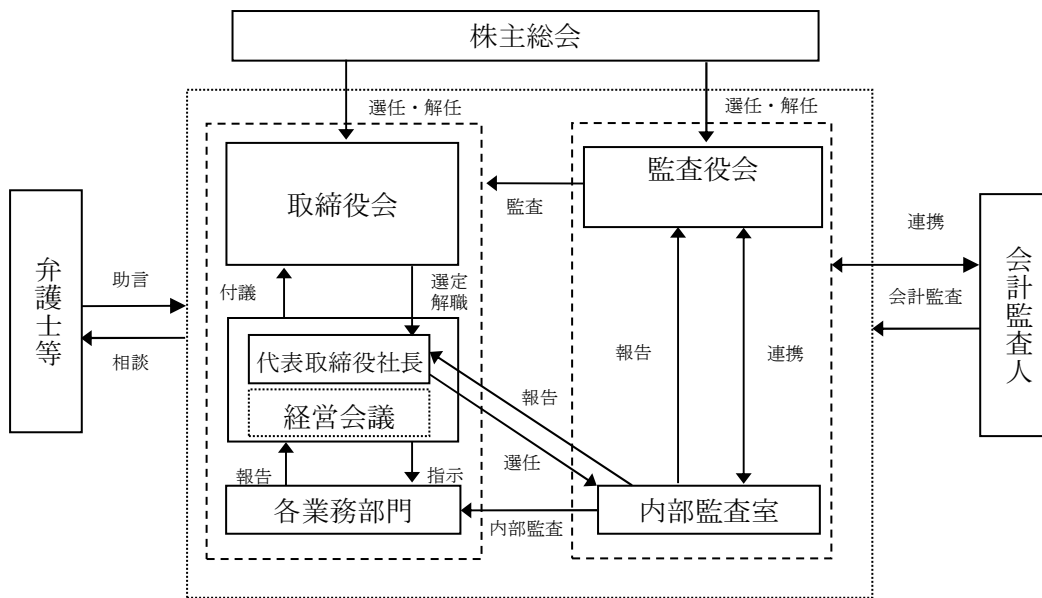 株主総会
選任・解任
選任・解任
取締役会
監査役会
監査
弁護士等
助言
相談
付議
選定
解職
代表取締役社長
経営会議
報告
指示
各業務部門
報告
選任
内部監査
報告
連携
内部監査室
連携
会計監査
会計監査人